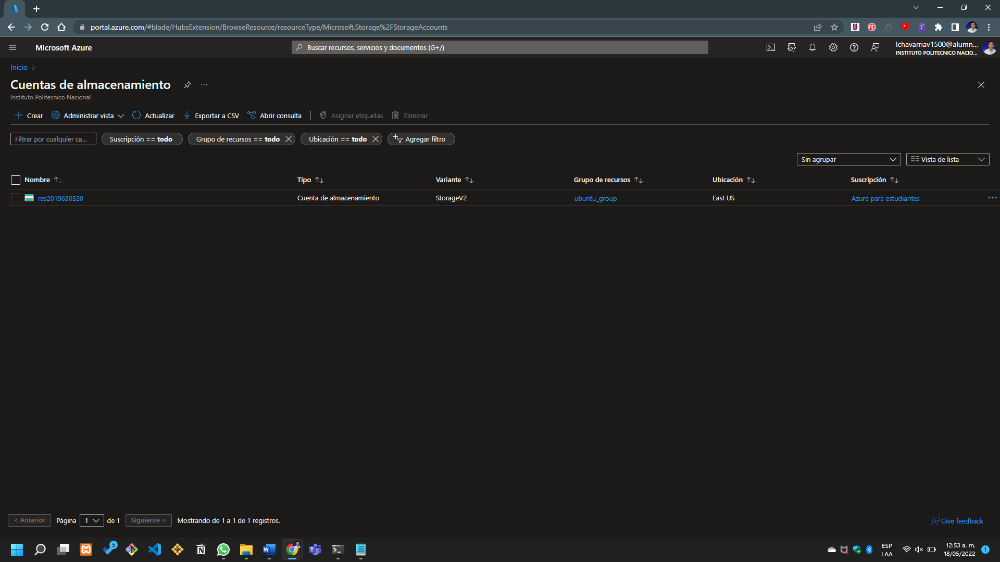 portal.azure.com/#blade/HubsExtension/BrowseResource/resourceType/Microsoft.Storage%2FStorageAccounts
Microsoft Azure
Buscar recursos, servicios y documentos (G+/)
lchavarriav1500@alumn...
INSTITUTO POLITECNICO NACIO...
Inicio
Cuentas de almacenamiento
Instituto Politecnico Nacional
Crear
Administrar vista
Actualizar
Exportar a CSV
Abrir consulta
Asignar etiquetas
Eliminar
Filtrar por cualquier ca...
Suscripción == todo
Grupo de recursos == todo
Ubicación == todo
Agregar filtro
Sin agrupar
Vista de lista
Nombre Tipo Variante Grupo de recursos Ubicación Suscripción
res2019630320 Cuenta de almacenamiento StorageV2 ubuntu_group East US Azure para estudiantes
< Anterior Página 1 de 1 Siguiente > Mostrando de 1 a 1 de 1 registros.
Give feedback
5
ESP
LAA
12:53 a. m.
18/05/2022
1